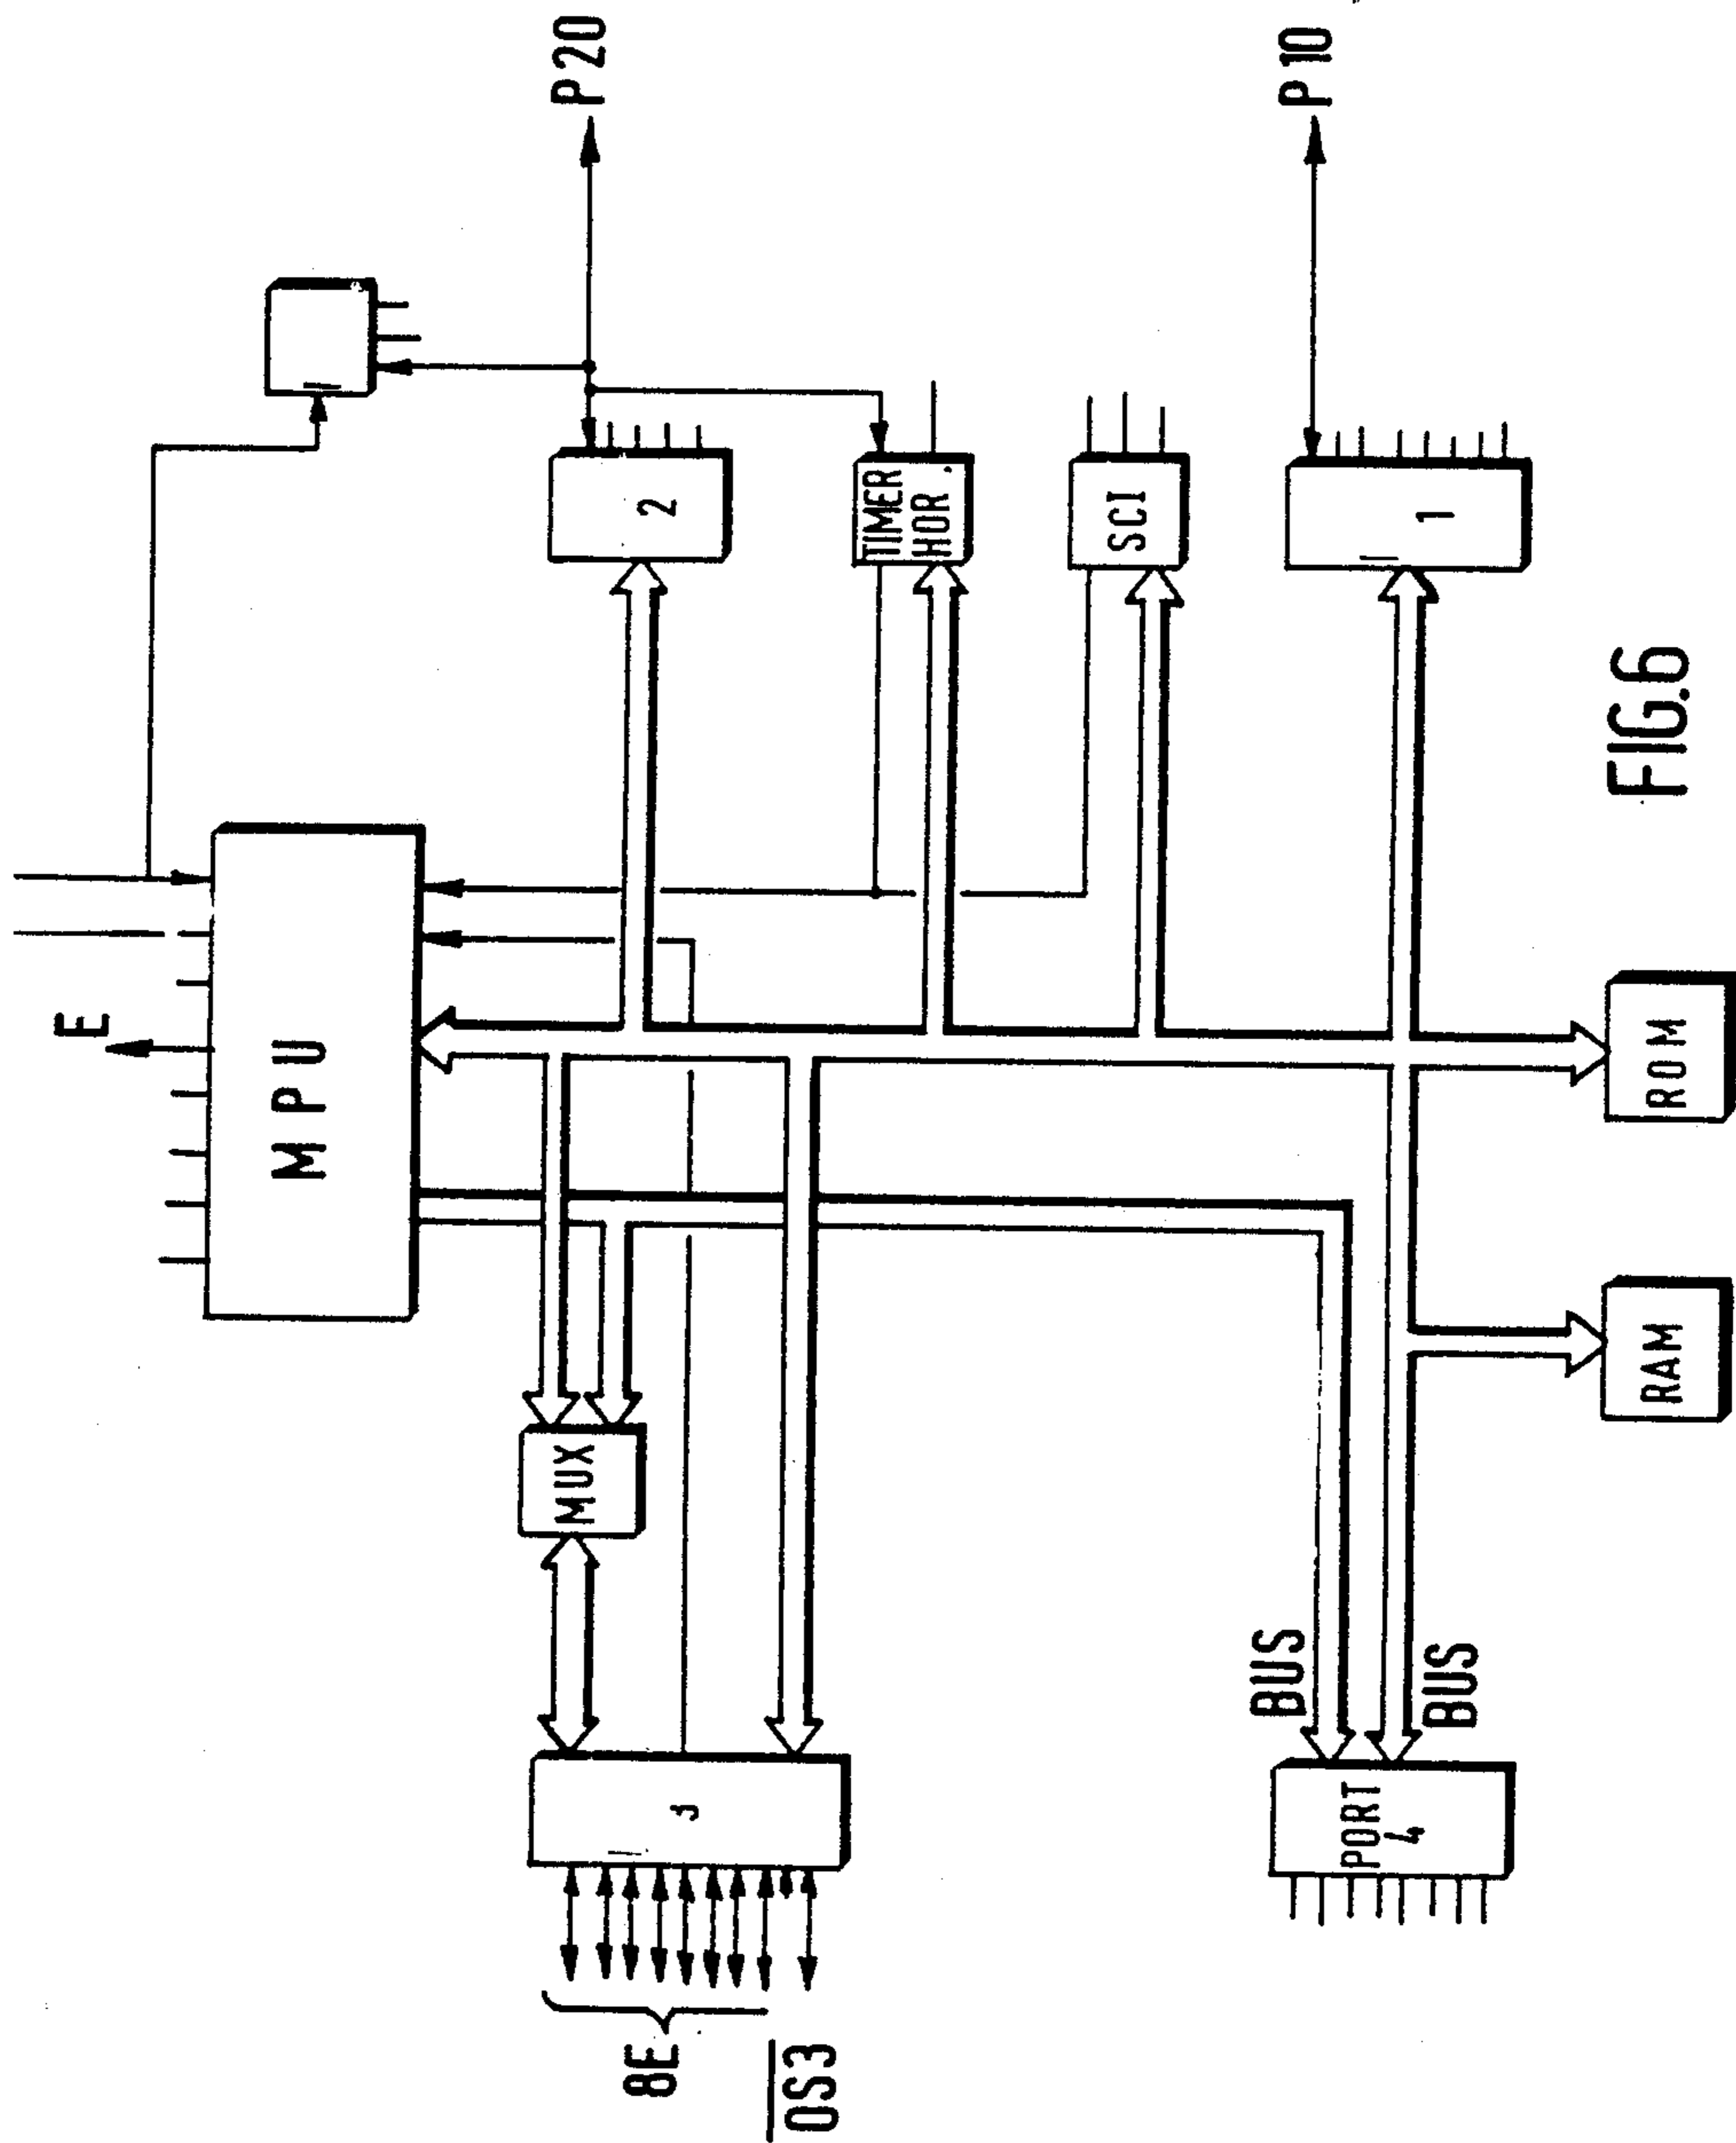 8E
OS3
3
PORT
4
BUS
BUS
MUX
RAM
E
MPU
ROM
FIG.6
2
TIMER
HOR.
SCI
1
P20
P10